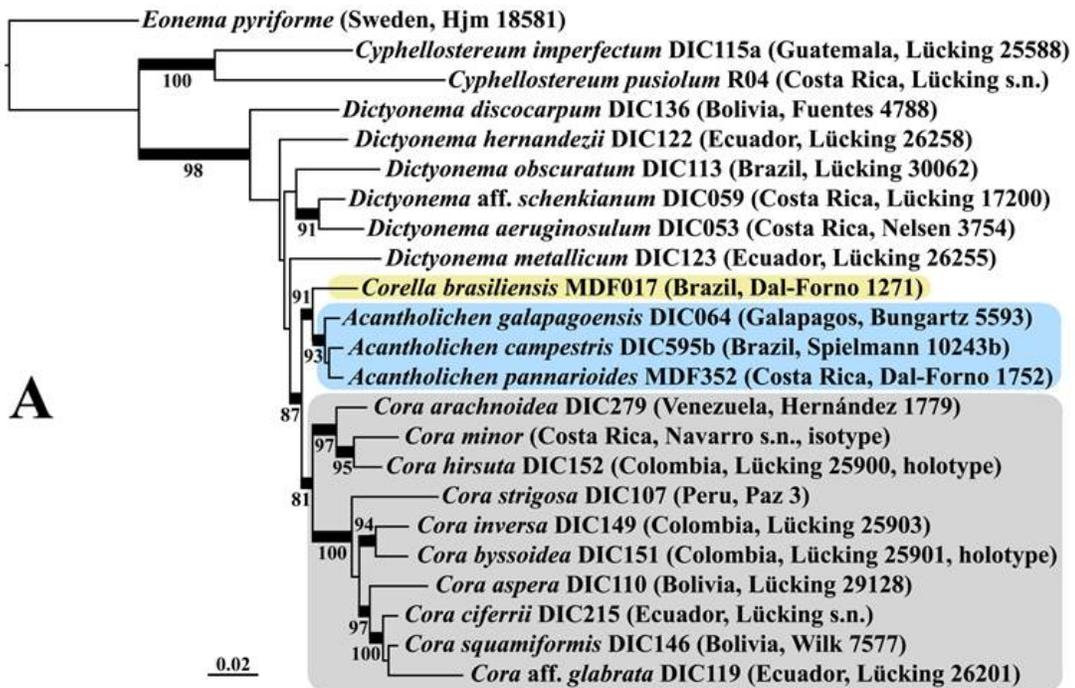 Eonema pyriforme (Sweden, Hjm 18581)
Cyphellostereum imperfectum DIC115a (Guatemala, Lücking 25588)
100
Cyphellostereum pusiolum R04 (Costa Rica, Lücking s.n.)
Dictyonema discocarpum DIC136 (Bolivia, Fuentes 4788)
Dictyonema hernandezii DIC122 (Ecuador, Lücking 26258)
98
Dictyonema obscuratum DIC113 (Brazil, Lücking 30062)
Dictyonema aff. schenkianum DIC059 (Costa Rica, Lücking 17200)
91
Dictyonema aeruginosulum DIC053 (Costa Rica, Nelsen 3754)
Dictyonema metallicum DIC123 (Ecuador, Lücking 26255)
91
Corella brasiliensis MDF017 (Brazil, Dal-Forno 1271)
Acantholichen galapagoensis DIC064 (Galapagos, Bungartz 5593)
93
Acantholichen campestris DIC595b (Brazil, Spielmann 10243b)
Acantholichen pannarioides MDF352 (Costa Rica, Dal-Forno 1752)
A
87
Cora arachnoidea DIC279 (Venezuela, Hernández 1779)
97
Cora minor (Costa Rica, Navarro s.n., isotype)
95
Cora hirsuta DIC152 (Colombia, Lücking 25900, holotype)
81
Cora strigosa DIC107 (Peru, Paz 3)
94
Cora inversa DIC149 (Colombia, Lücking 25903)
100
Cora byssoidea DIC151 (Colombia, Lücking 25901, holotype)
Cora aspera DIC110 (Bolivia, Lücking 29128)
97
Cora ciferrii DIC215 (Ecuador, Lücking s.n.)
100
Cora squamiformis DIC146 (Bolivia, Wilk 7577)
0.02
Cora aff. glabrata DIC119 (Ecuador, Lücking 26201)